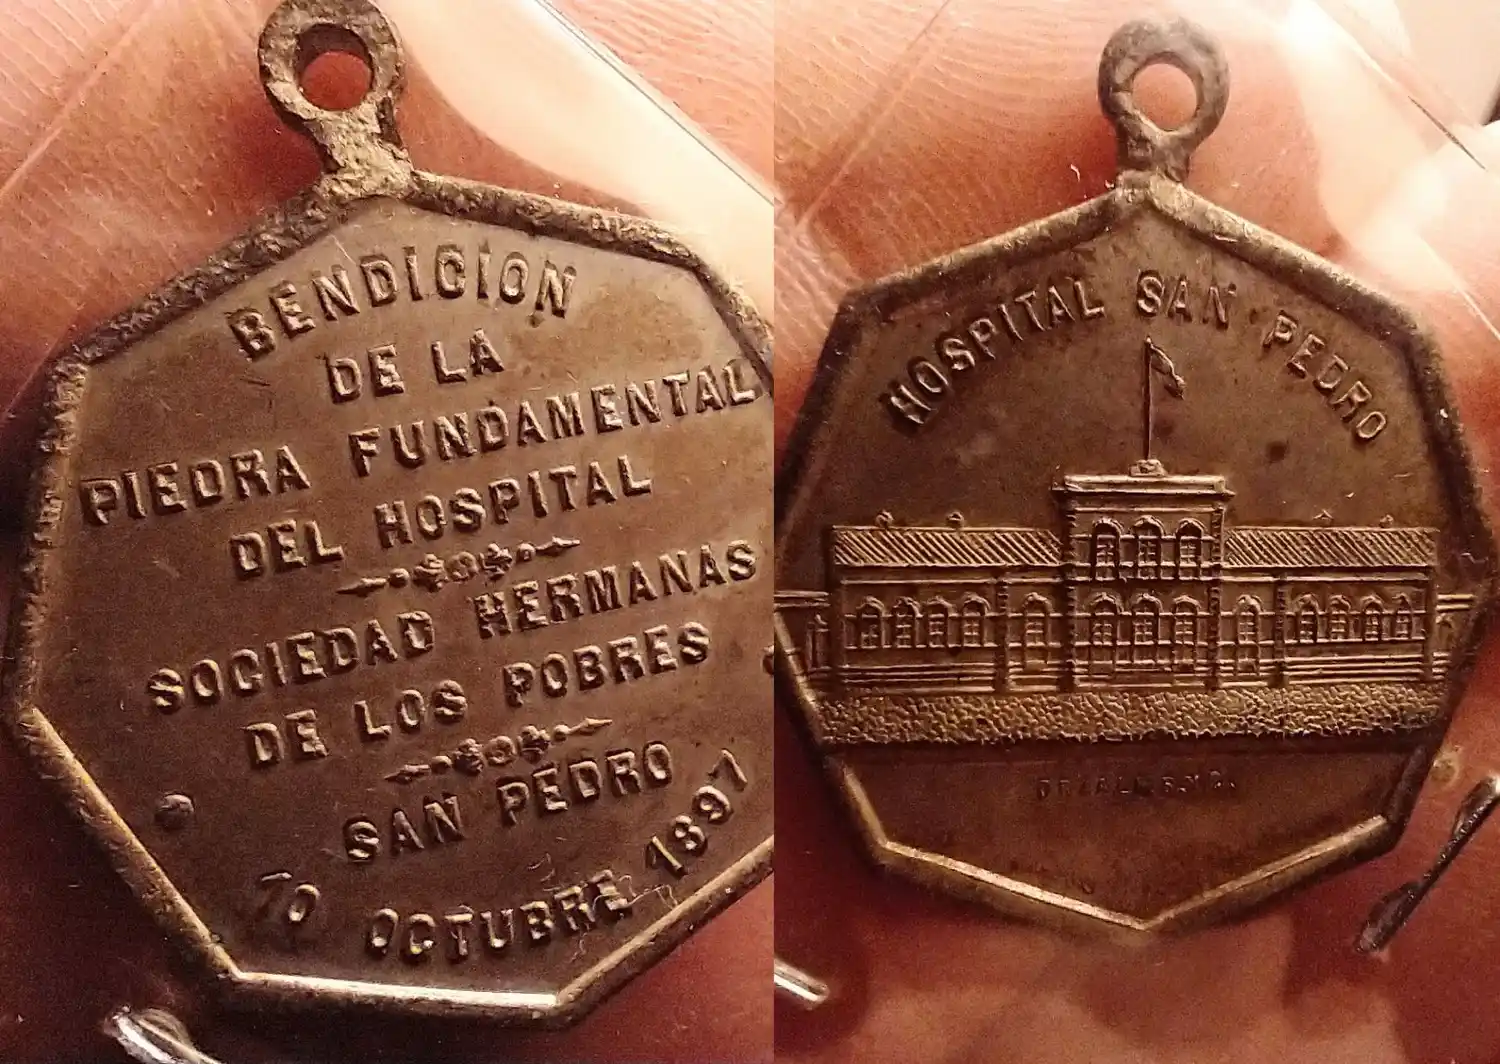 BENDICION
DE LA
PIEDRA FUNDAMENTAL
DEL HOSPITAL
SOCIEDAD HERMANAS
DE LOS POBRES
SAN PEDRO
OCTUBRE 1897
HOSPITAL SAN PEDRO